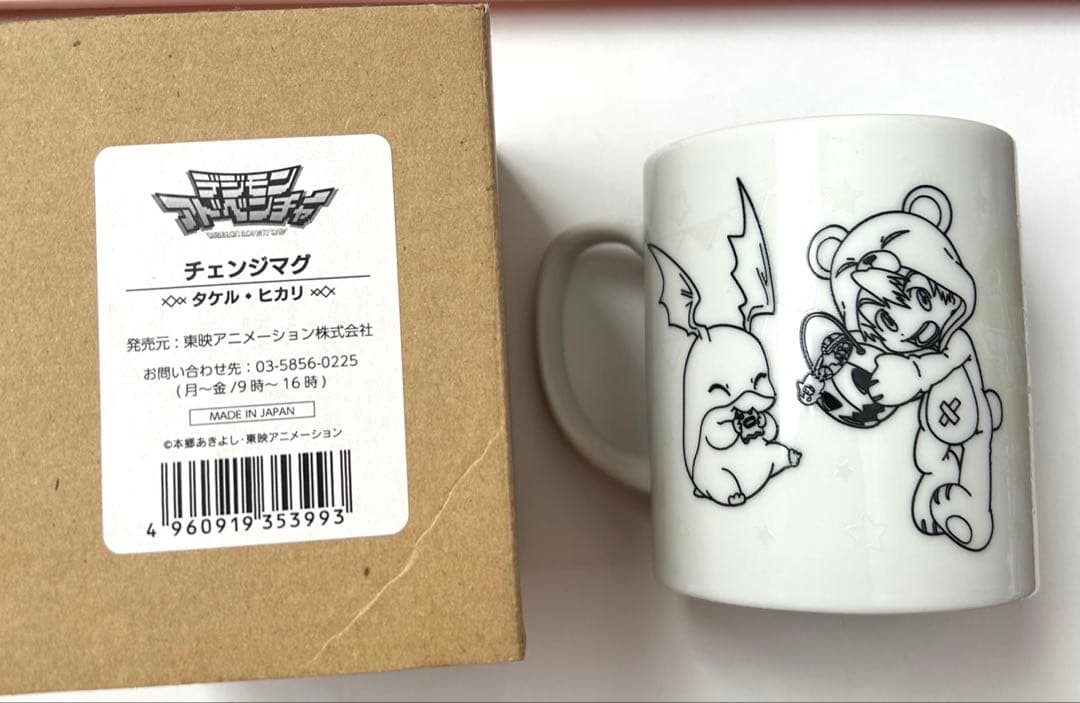 デジモン
アドベンチャー
DIGIMON ADVENTURE
チェンジマグ
タケル・ヒカリ
発売元：東映アニメーション株式会社
お問い合わせ先：03-5856-0225
(月～金/9時～16時)
MADE IN JAPAN
©本郷あきよし・東映アニメーション
4 960919 353993